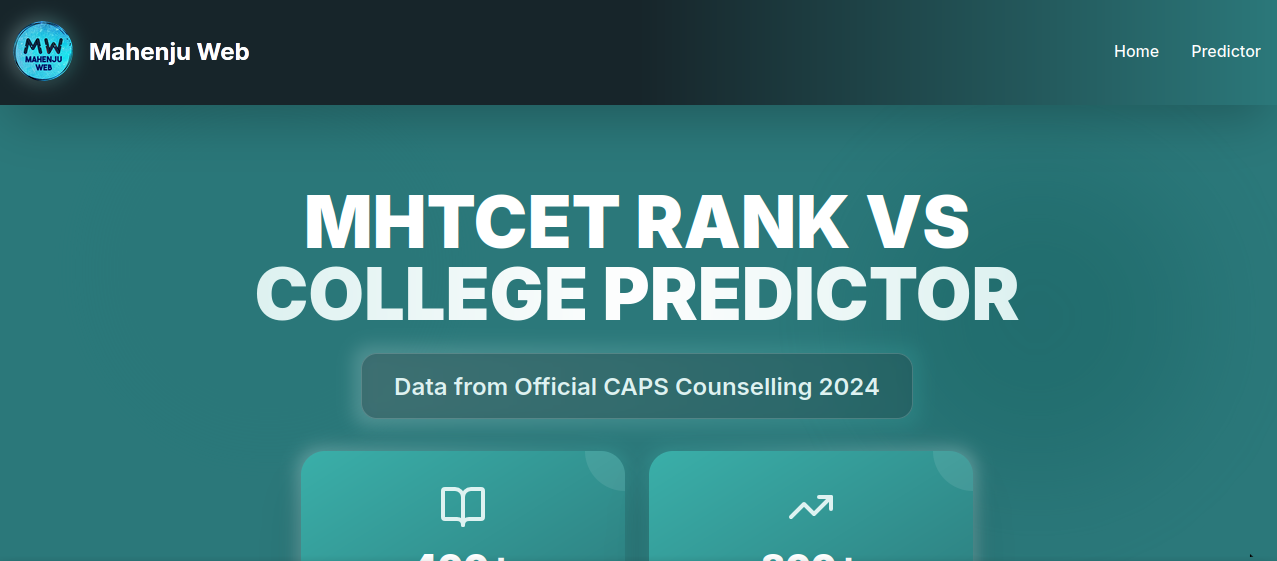 MW
MAHENJU
WEB
Mahenju Web
Home
Predictor
MHTCET RANK VS
COLLEGE PREDICTOR
Data from Official CAPS Counselling 2024